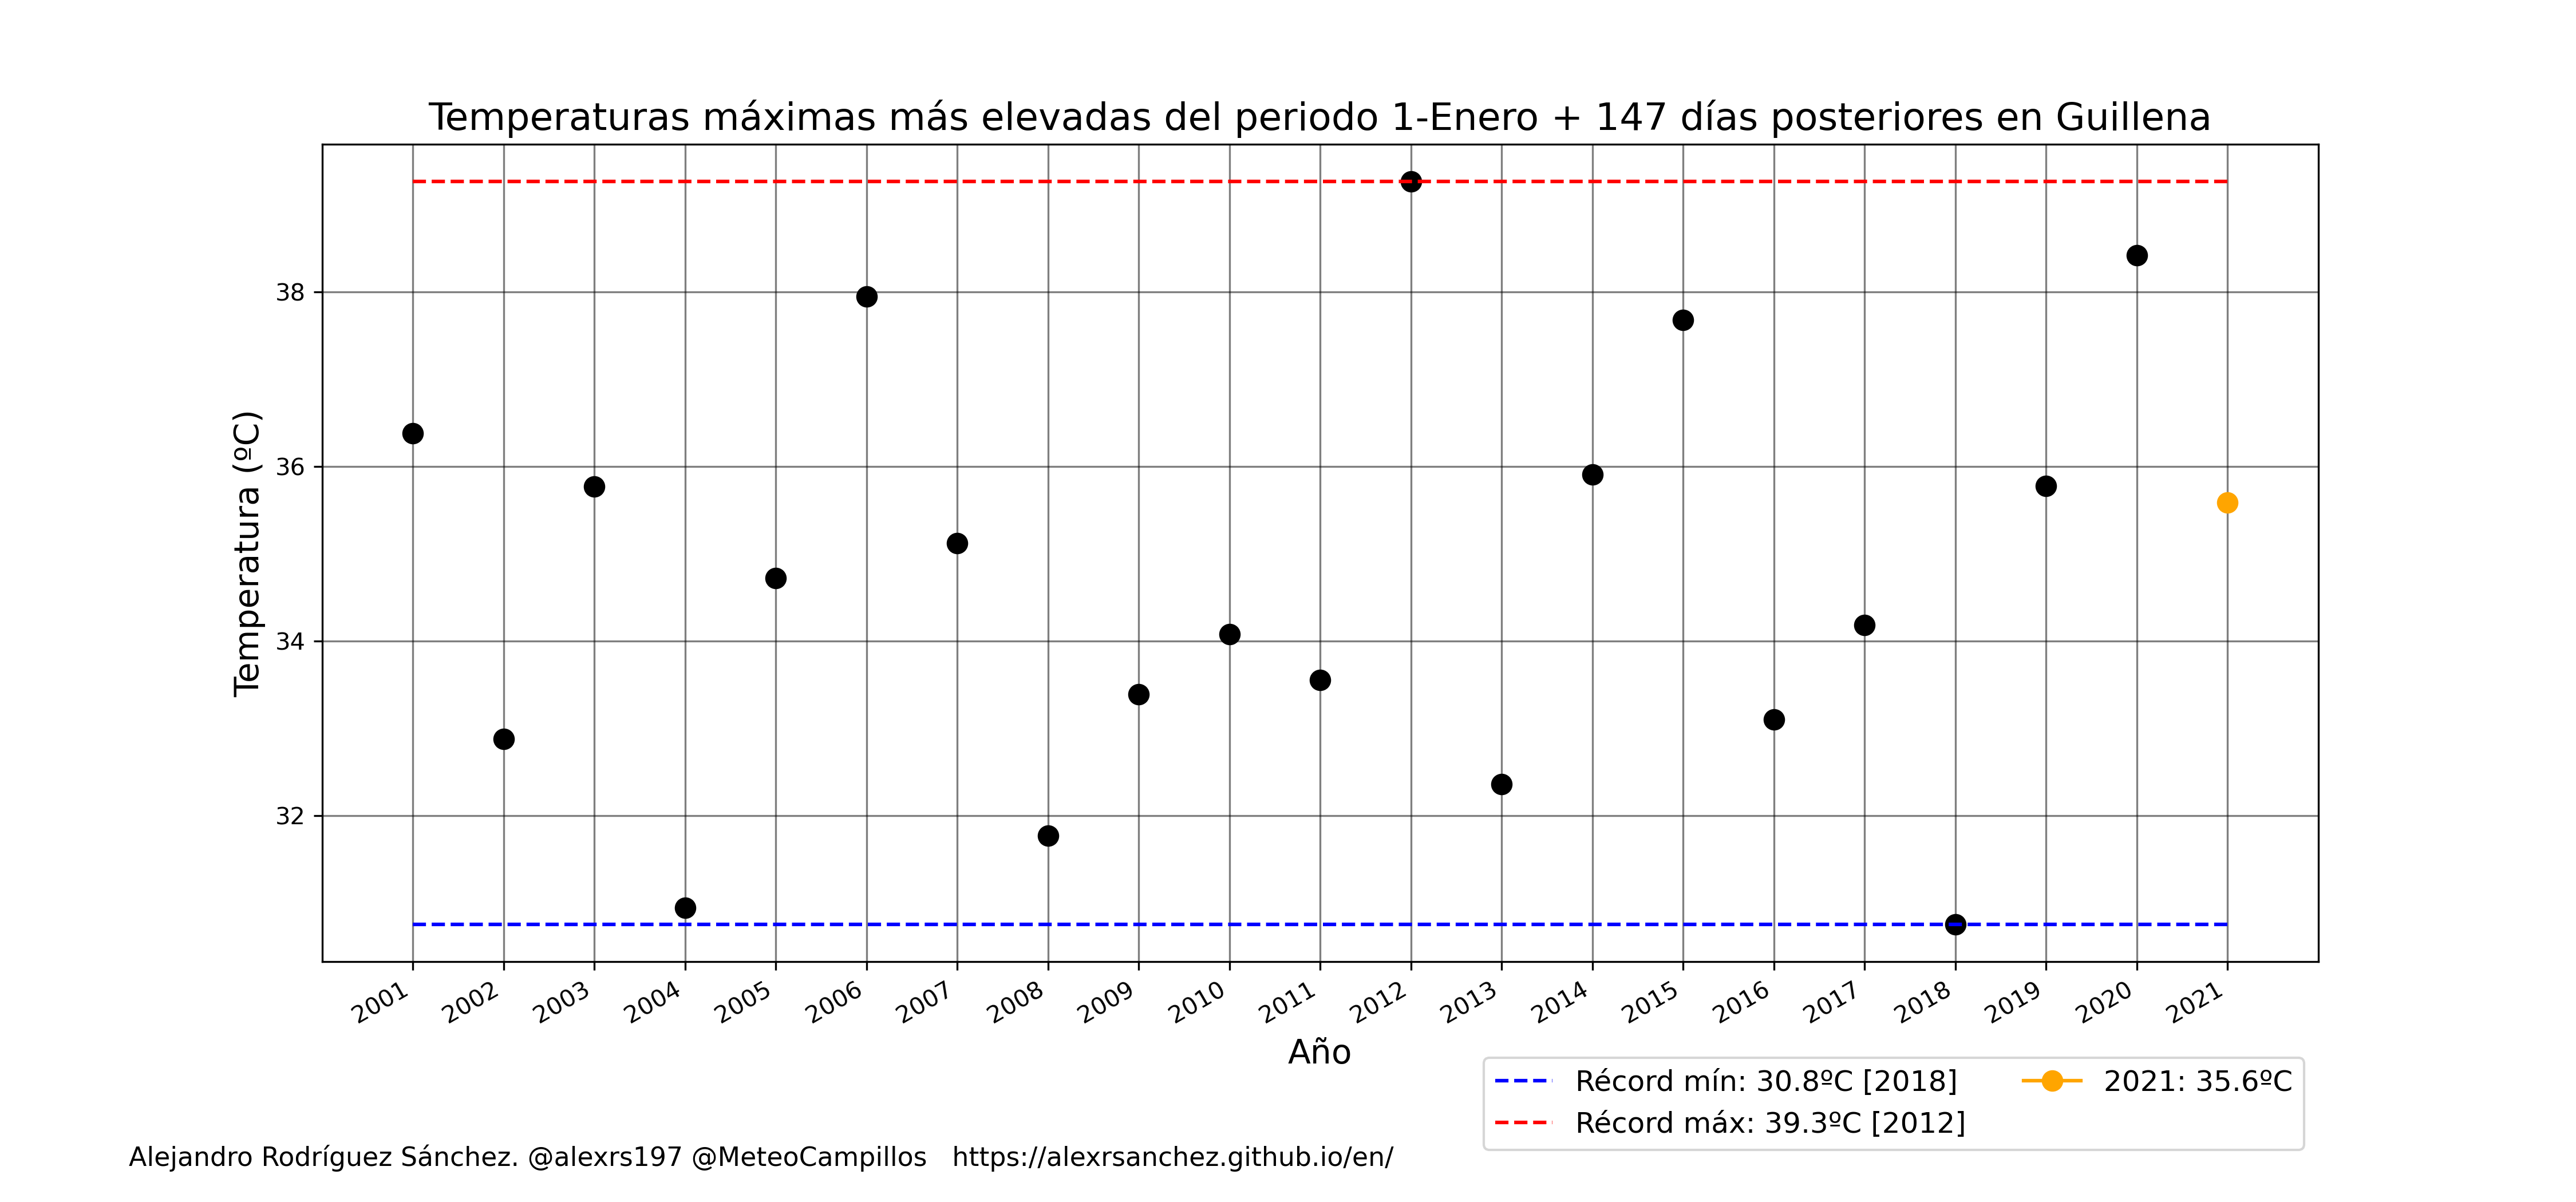 Temperaturas máximas más elevadas del periodo 1-Enero + 147 días posteriores en Guillena
Temperatura (ºC)
38
36
34
32
2001 2002 2003 2004 2005 2006 2007 2008 2009 2010 2011 2012 2013 2014 2015 2016 2017 2018 2019 2020 2021
Año
Récord mín: 30.8ºC [2018]
Récord máx: 39.3ºC [2012]
2021: 35.6ºC
Alejandro Rodríguez Sánchez. @alexrs197 @MeteoCampillos https://alexrsanchez.github.io/en/